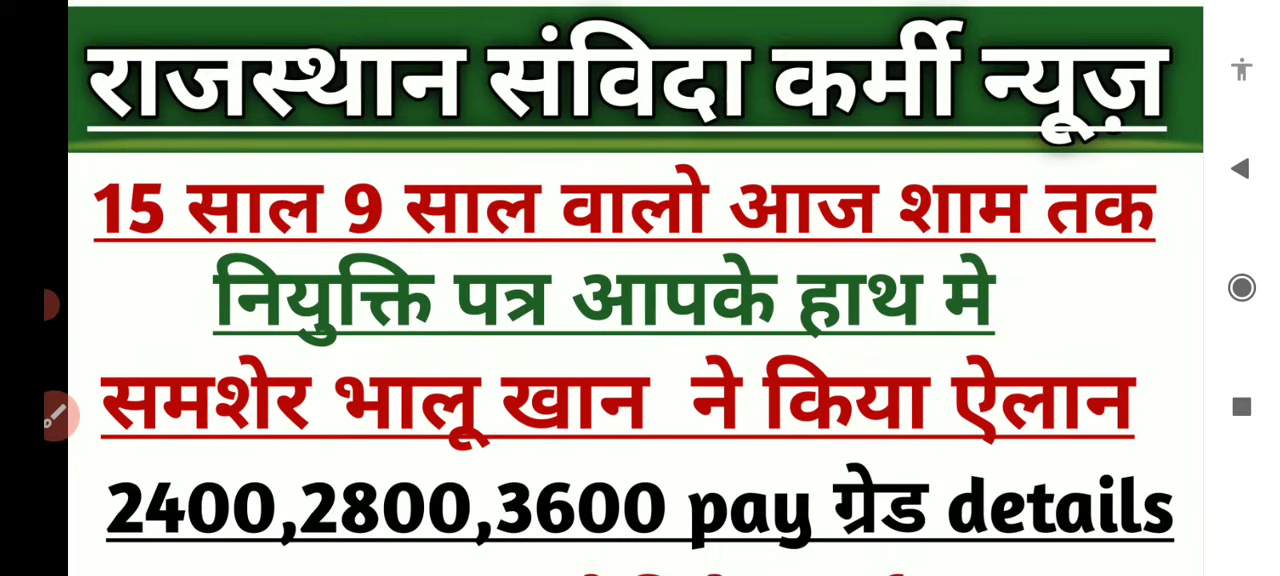 राजस्थान संविदा कर्मी न्यूज़
15 साल 9 साल वालो आज शाम तक
नियुक्ति पत्र आपके हाथ मे
समशेर भालू खान ने किया ऐलान
2400,2800,3600 pay ग्रेड details